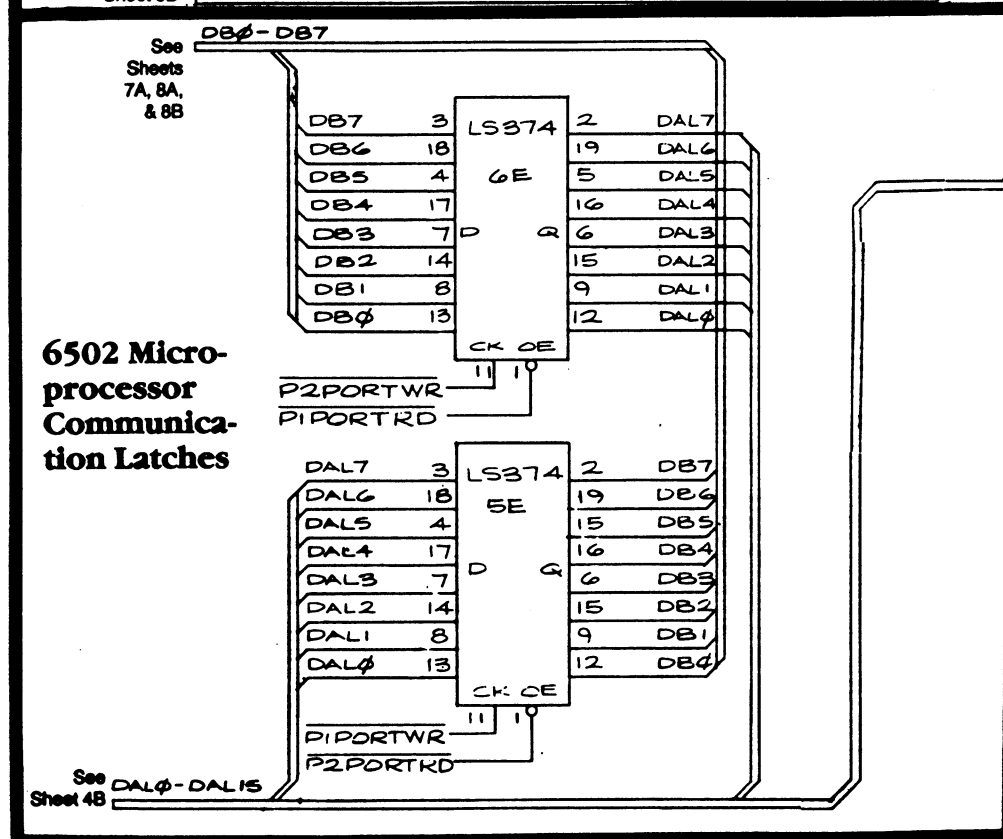 DBØ-DB7
See
Sheets
7A, 8A,
& 8B
DB7 3 LS374 2 DAL7
DB6 18 19 DAL6
DB5 4 6E 5 DAL5
DB4 17 16 DAL4
DB3 7 D Q 6 DAL3
DB2 14 15 DAL2
DB1 8 9 DAL1
DBØ 13 12 DALØ
CK OE
11 1
P2PORTWR
P1PORTRD
6502 Micro-
processor
Communica-
tion Latches
DAL7 3 LS374 2 DB7
DAL6 18 5E 19 DB6
DAL5 4 15 DB5
DAL4 17 16 DB4
DAL3 7 D Q 6 DB3
DAL2 14 15 DB2
DAL1 8 9 DB1
DALØ 13 12 DBØ
CK OE
11 1
P1PORTWR
P2PORTRD
See
Sheet 4B
DALØ-DAL15